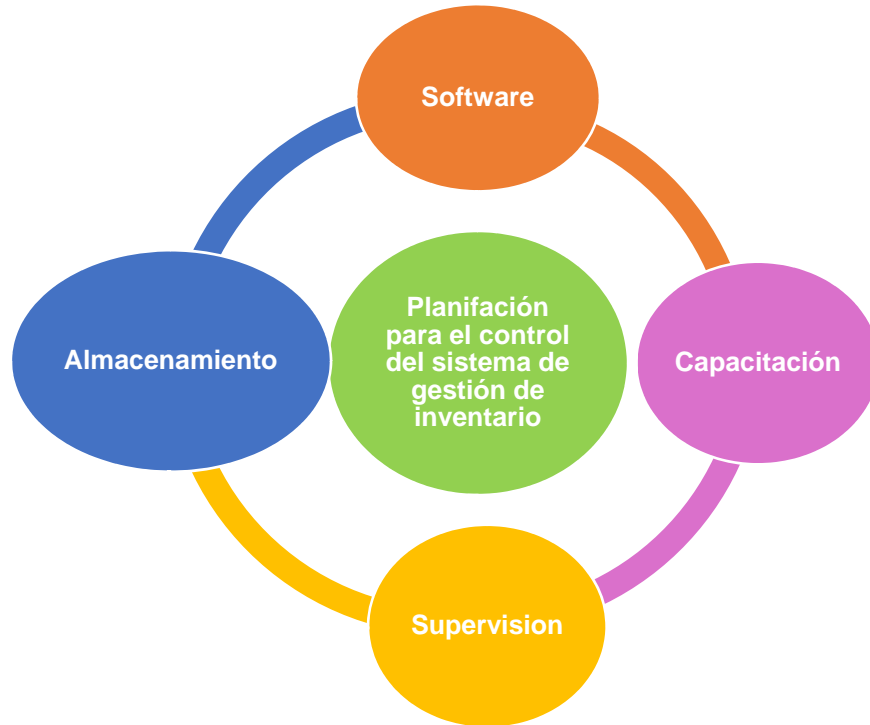 Software
Planifación
para el control
del sistema de
gestión de
inventario
Almacenamiento
Capacitación
Supervision